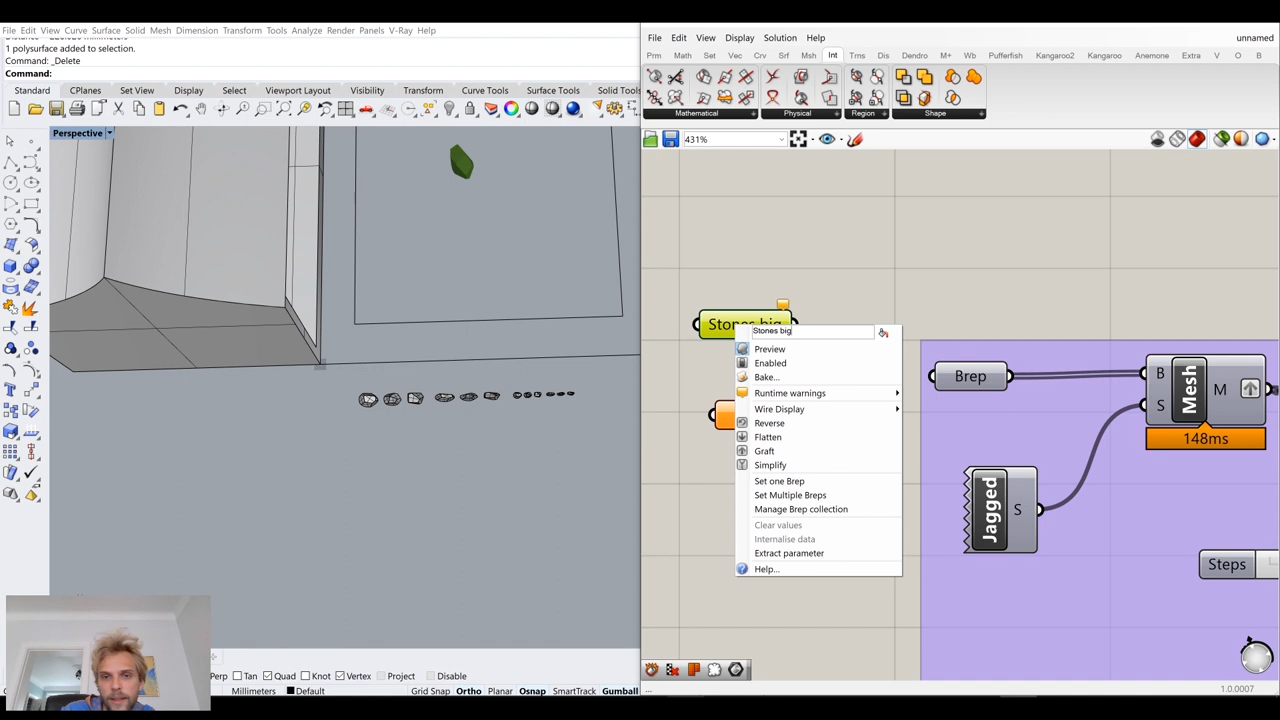 File Edit View Curve Surface Solid Mesh Dimension Transform Tools Analyze Render Panels V-Ray Help
1 polysurface added to selection.
Command: _Delete
Command:
Standard CPlanes Set View Display Select Viewport Layout Visibility Transform Curve Tools Surface Tools Solid Tools
Perspective
Perp Tan Quad Knot Vertex Project Disable
Millimeters Default Grid Snap Ortho Planar Osnap SmartTrack Gumball
File Edit View Display Solution Help unnamed
Prm Math Set Vec Crv Srf Msh Int Trns Dis Dendro M+ Wb Pufferfish Kangaroo2 Kangaroo Anemone Extra V O B
Mathematical Physical Region Shape
431%
Stones big
Stones big
Preview
Enabled
Bake...
Runtime warnings
Wire Display
Reverse
Flatten
Graft
Simplify
Set one Brep
Set Multiple Breps
Manage Brep collection
Clear values
Internalise data
Extract parameter
Help...
Brep
B
S
Mesh
M
148ms
Jagged
S
Steps
...
1.0.0007